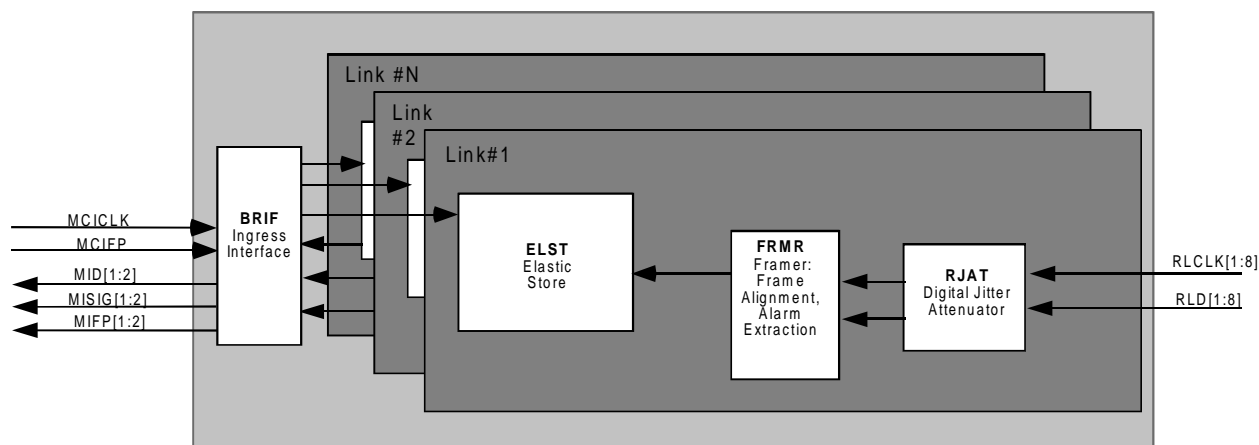 Link #N
Link
#2
Link#1
BRIF
Ingress
Interface
MCICLK
MCIFP
MID[1:2]
MISIG[1:2]
MIFP[1:2]
ELST
Elastic
Store
FRMR
Framer:
Frame
Alignment,
Alarm
Extraction
RJAT
Digital Jitter
Attenuator
RLCLK[1:8]
RLD[1:8]